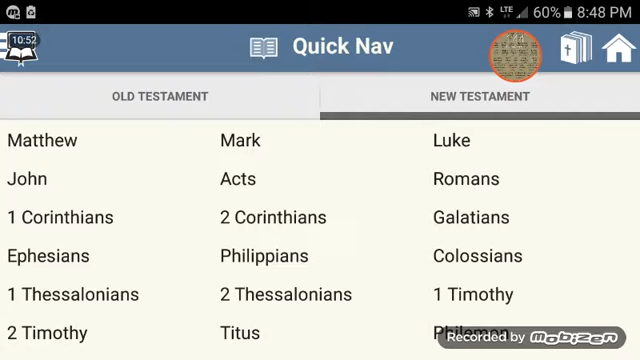 LTE 60% 8:48 PM
10:52
Quick Nav
OLD TESTAMENT NEW TESTAMENT
Matthew Mark Luke
John Acts Romans
1 Corinthians 2 Corinthians Galatians
Ephesians Philippians Colossians
1 Thessalonians 2 Thessalonians 1 Timothy
2 Timothy Titus Philemon
Recorded by mobizen